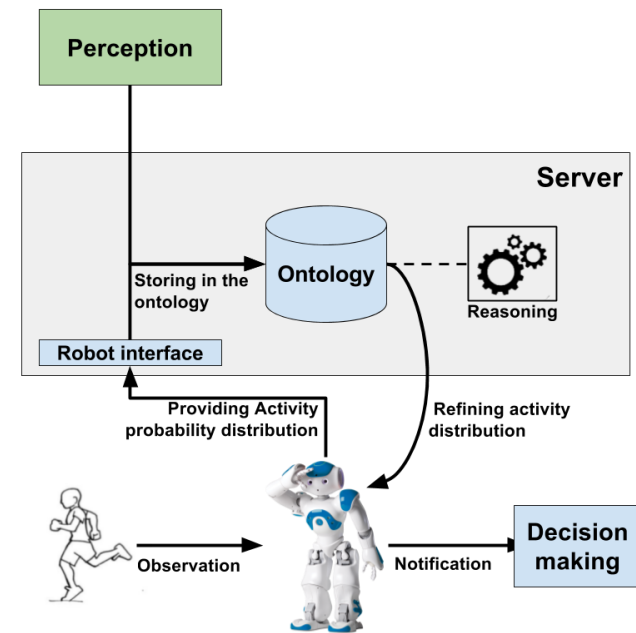 Perception
Server
Storing in the
ontology
Ontology
Reasoning
Robot interface
Providing Activity
probability distribution
Refining activity
distribution
Observation
Notification
Decision
making